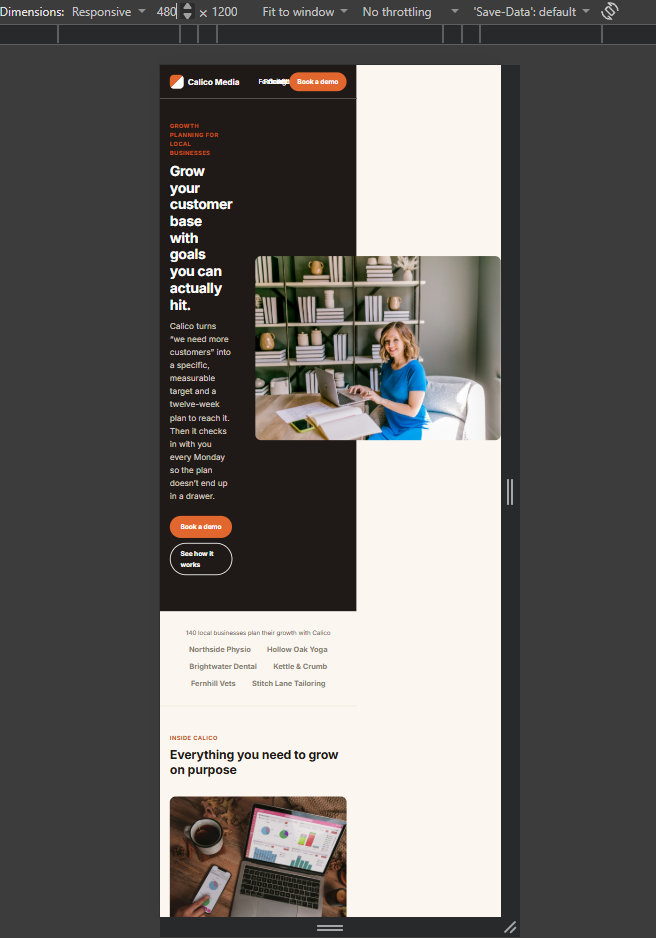 Dimensions: Responsive 480 × 1200 Fit to window No throttling 'Save-Data': default
Calico Media Book a demo
GROWTH
PLANNING FOR
LOCAL
BUSINESSES
Grow
your
customer
base
with
goals
you can
actually
hit.
Calico turns
“we need more
customers” into
a specific,
measurable
target and a
twelve-week
plan to reach it.
Then it checks
in with you
every Monday
so the plan
doesn’t end up
in a drawer.
Book a demo
See how it
works
140 local businesses plan their growth with Calico
Northside Physio Hollow Oak Yoga
Brightwater Dental Kettle & Crumb
Fernhill Vets Stitch Lane Tailoring
INSIDE CALICO
Everything you need to grow
on purpose